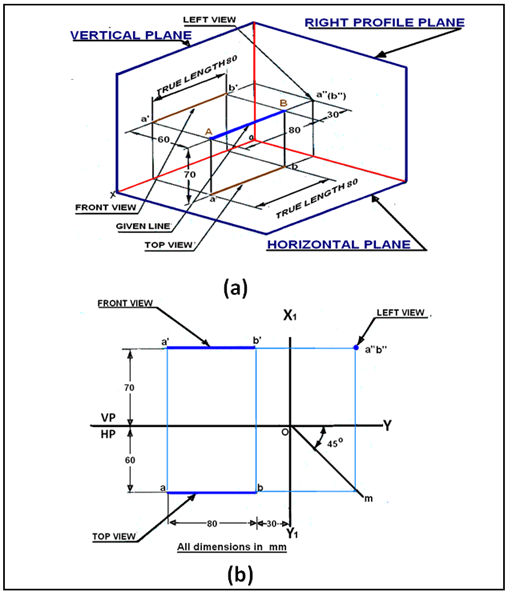 LEFT VIEW
RIGHT PROFILE PLANE
VERTICAL PLANE
TRUE LENGTH 80
b'
a"(b")
a'
A
B
30
60
o
80
70
b
X
a
FRONT VIEW
TRUE LENGTH 80
GIVEN LINE
TOP VIEW
HORIZONTAL PLANE
(a)
FRONT VIEW
X1
LEFT VIEW
a'
b'
a"b"
70
VP
Y
HP
O
45°
60
a
b
m
80
30
TOP VIEW
Y1
All dimensions in mm
(b)